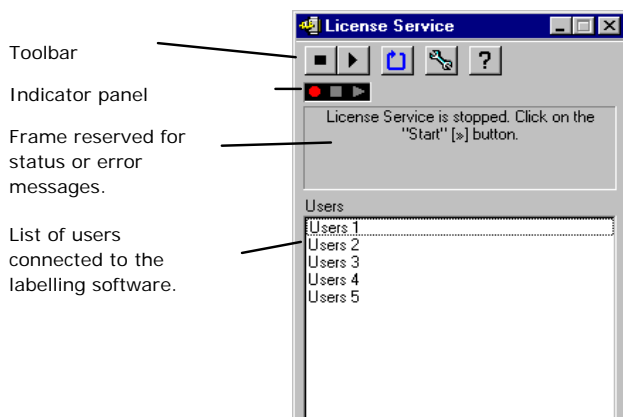 License Service
Toolbar
Indicator panel
Frame reserved for
status or error
messages.
License Service is stopped. Click on the
"Start" [»] button.
List of users
connected to the
labelling software.
Users
Users 1
Users 2
Users 3
Users 4
Users 5